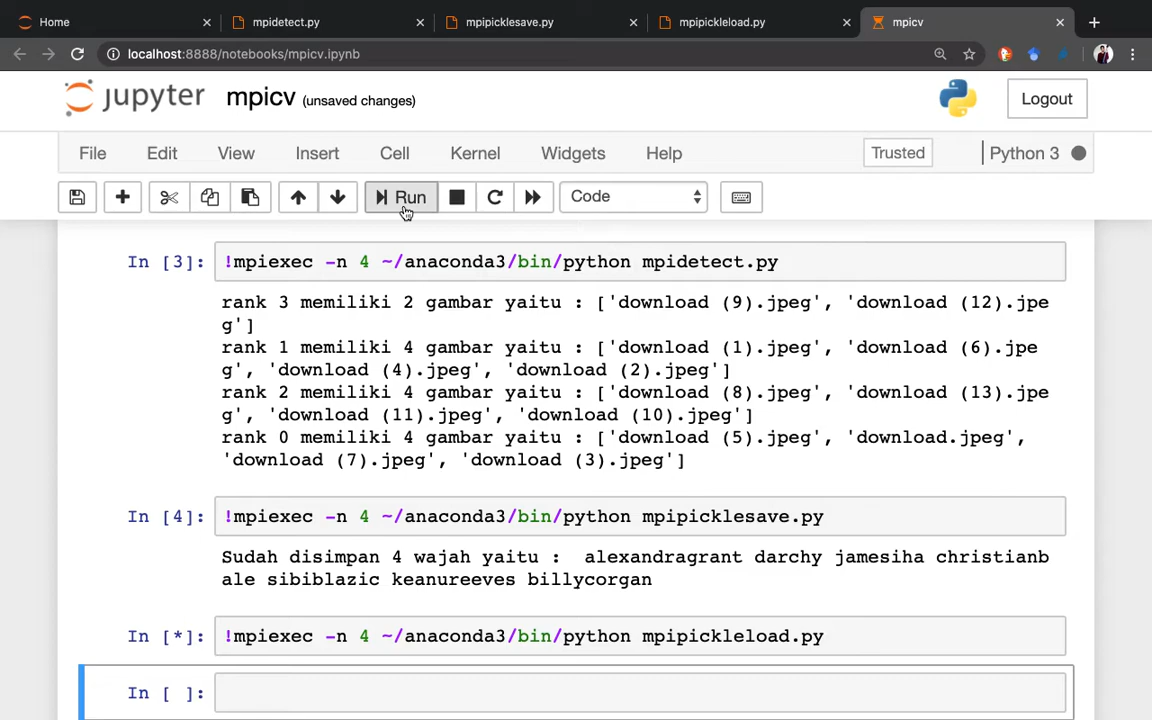 Home
mpidetect.py
mpipicklesave.py
mpipickleload.py
mpicv
localhost:8888/notebooks/mpicv.ipynb
jupyter mpicv (unsaved changes)
Logout
File Edit View Insert Cell Kernel Widgets Help Trusted Python 3
Run Code
In [3]: !mpiexec -n 4 ~/anaconda3/bin/python mpidetect.py
rank 3 memiliki 2 gambar yaitu : ['download (9).jpeg', 'download (12).jpe
g']
rank 1 memiliki 4 gambar yaitu : ['download (1).jpeg', 'download (6).jpe
g', 'download (4).jpeg', 'download (2).jpeg']
rank 2 memiliki 4 gambar yaitu : ['download (8).jpeg', 'download (13).jpe
g', 'download (11).jpeg', 'download (10).jpeg']
rank 0 memiliki 4 gambar yaitu : ['download (5).jpeg', 'download.jpeg',
'download (7).jpeg', 'download (3).jpeg']
In [4]: !mpiexec -n 4 ~/anaconda3/bin/python mpipicklesave.py
Sudah disimpan 4 wajah yaitu :  alexandragrant darchy jamesiha christianb
ale sibiblazic keanureeves billycorgan
In [*]: !mpiexec -n 4 ~/anaconda3/bin/python mpipickleload.py
In [ ]: